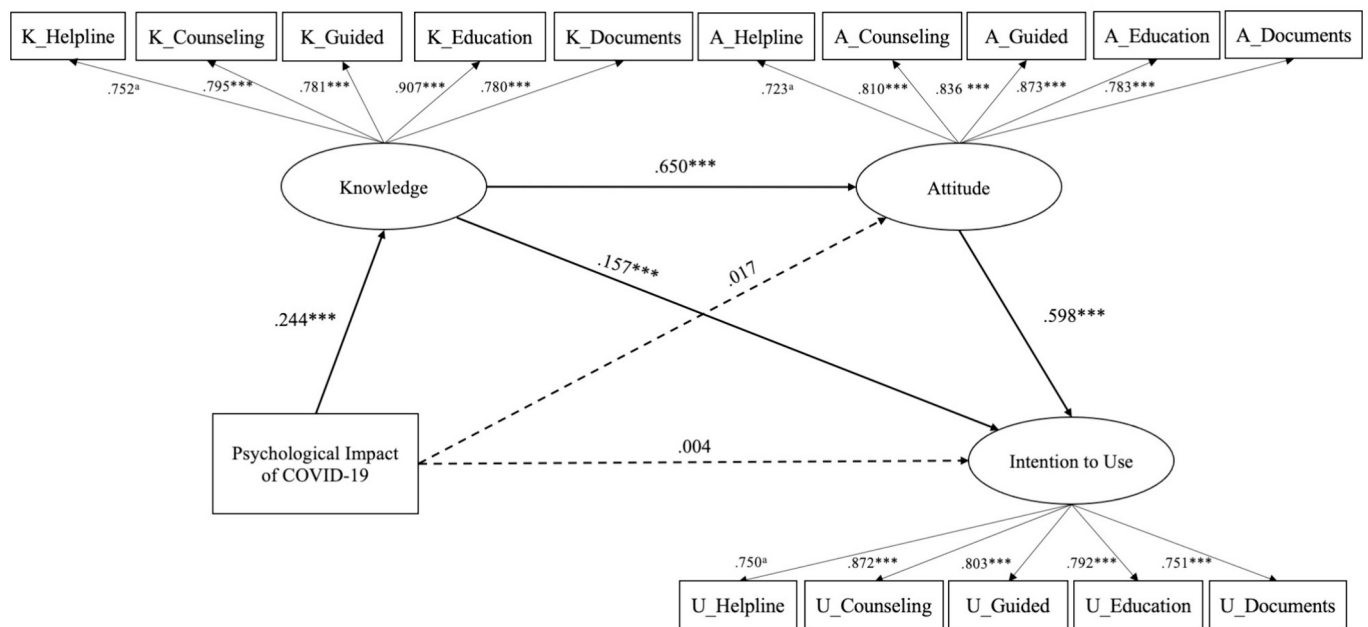 K_Helpline
K_Counseling
K_Guided
K_Education
K_Documents
A_Helpline
A_Counseling
A_Guided
A_Education
A_Documents
.752ᵃ
.795***
.781***
.907***
.780***
.723ᵃ
.810***
.836 ***
.873***
.783***
Knowledge
.650***
Attitude
.157***
.017
.244***
.598***
Psychological Impact
of COVID-19
.004
Intention to Use
.750ᵃ
.872***
.803***
.792***
.751***
U_Helpline
U_Counseling
U_Guided
U_Education
U_Documents